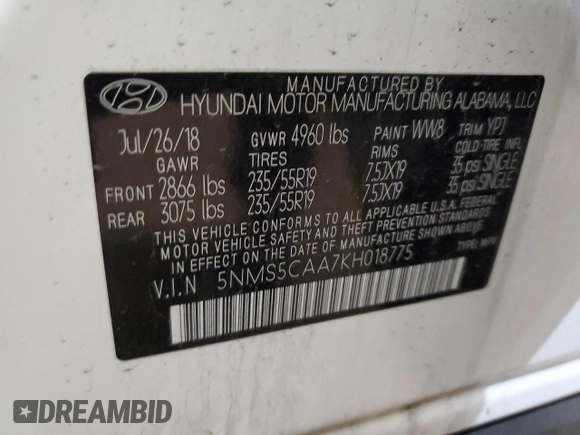 MANUFACTURED BY
HYUNDAI MOTOR MANUFACTURING ALABAMA, LLC
Jul/26/18 GVWR 4960 lbs PAINT WW8 TRIM YPJ
GAWR TIRES RIMS COLD TIRE INFL.
FRONT 2866 lbs 235/55R19 7.5JX19 35 psi SINGLE
REAR 3075 lbs 235/55R19 7.5JX19 35 psi SINGLE
THIS VEHICLE CONFORMS TO ALL APPLICABLE U.S.A. FEDERAL
MOTOR VEHICLE SAFETY AND THEFT PREVENTION STANDARDS IN
EFFECT ON THE DATE OF MANUFACTURE SHOWN ABOVE.
V.I.N 5NMS5CAA7KH018775 TYPE: MPV
DREAMBID